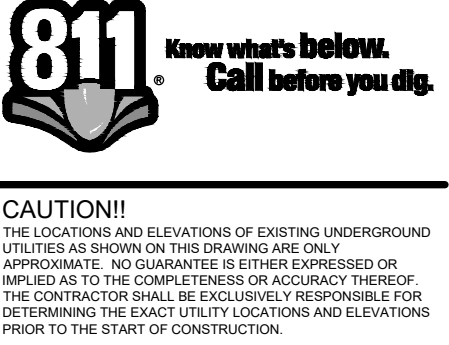 811
®
Know what's below.
Call before you dig.
CAUTION!!
THE LOCATIONS AND ELEVATIONS OF EXISTING UNDERGROUND
UTILITIES AS SHOWN ON THIS DRAWING ARE ONLY
APPROXIMATE.  NO GUARANTEE IS EITHER EXPRESSED OR
IMPLIED AS TO THE COMPLETENESS OR ACCURACY THEREOF.
THE CONTRACTOR SHALL BE EXCLUSIVELY RESPONSIBLE FOR
DETERMINING THE EXACT UTILITY LOCATIONS AND ELEVATIONS
PRIOR TO THE START OF CONSTRUCTION.